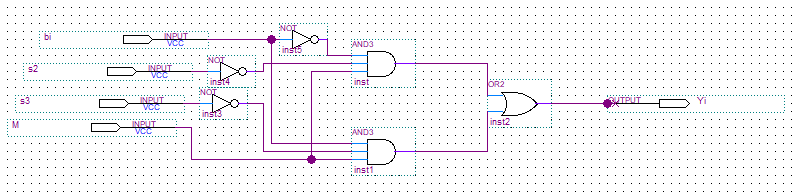 bi INPUT NOT
VCC inst5
AND3
s2 INPUT NOT
VCC inst4 inst
OR2
s3 INPUT NOT OUTPUT Yi
VCC inst3
M INPUT inst2
VCC AND3
inst1